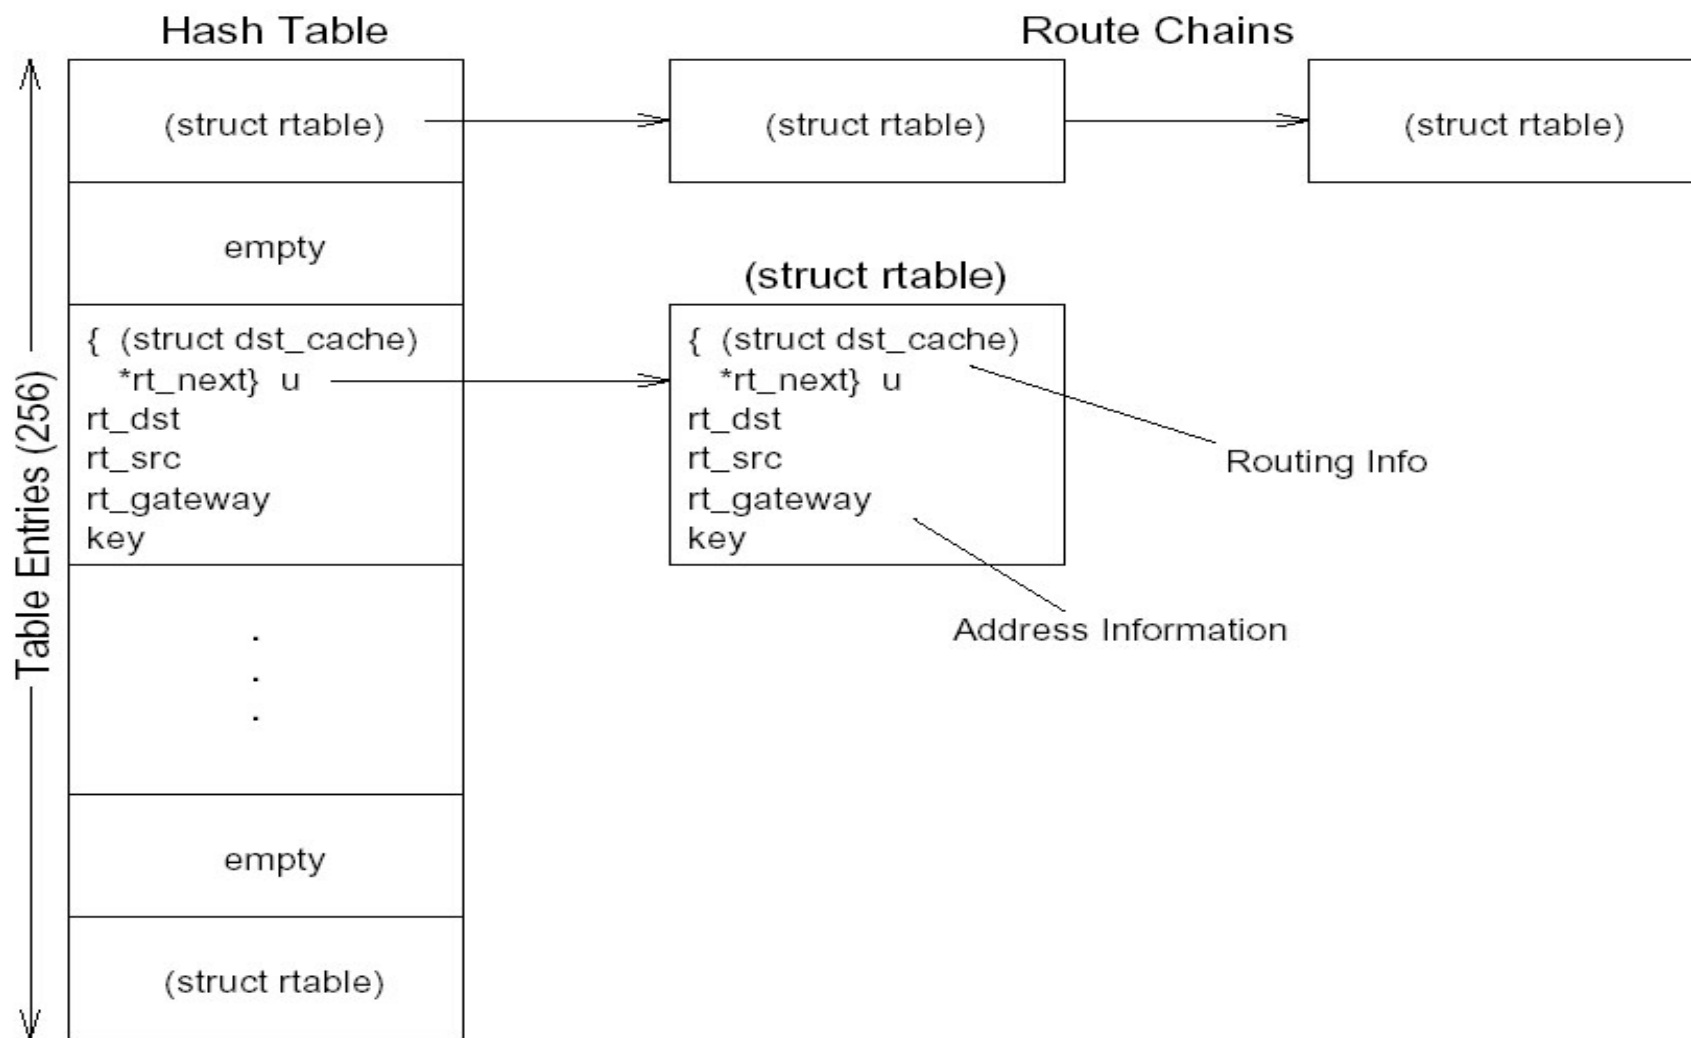 Hash Table
Route Chains
Table Entries (256)
(struct rtable)
(struct rtable)
(struct rtable)
empty
(struct rtable)
{ (struct dst_cache)
*rt_next} u
rt_dst
rt_src
rt_gateway
key
{ (struct dst_cache)
*rt_next} u
rt_dst
rt_src
rt_gateway
key
Routing Info
Address Information
.
.
.
empty
(struct rtable)